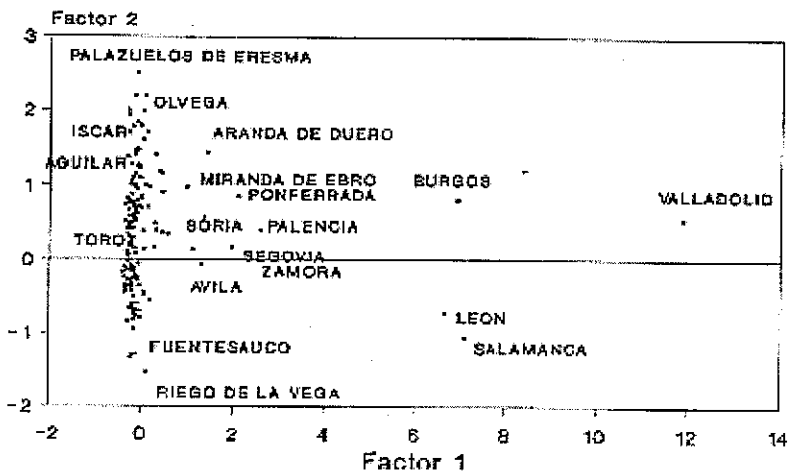 Factor 2
3
PALAZUELOS DE ERESMA
2
OLVEGA
ISCAR
ARANDA DE DUERO
AGUILAR
1
MIRANDA DE EBRO
BURGOS
PONFERRADA
VALLADOLID
SORIA
PALENCIA
TORO
0
SEGOVIA
ZAMORA
AVILA
-1
LEON
FUENTESAUCO
SALAMANCA
RIEGO DE LA VEGA
-2
-2 0 2 4 6 8 10 12 14
Factor 1